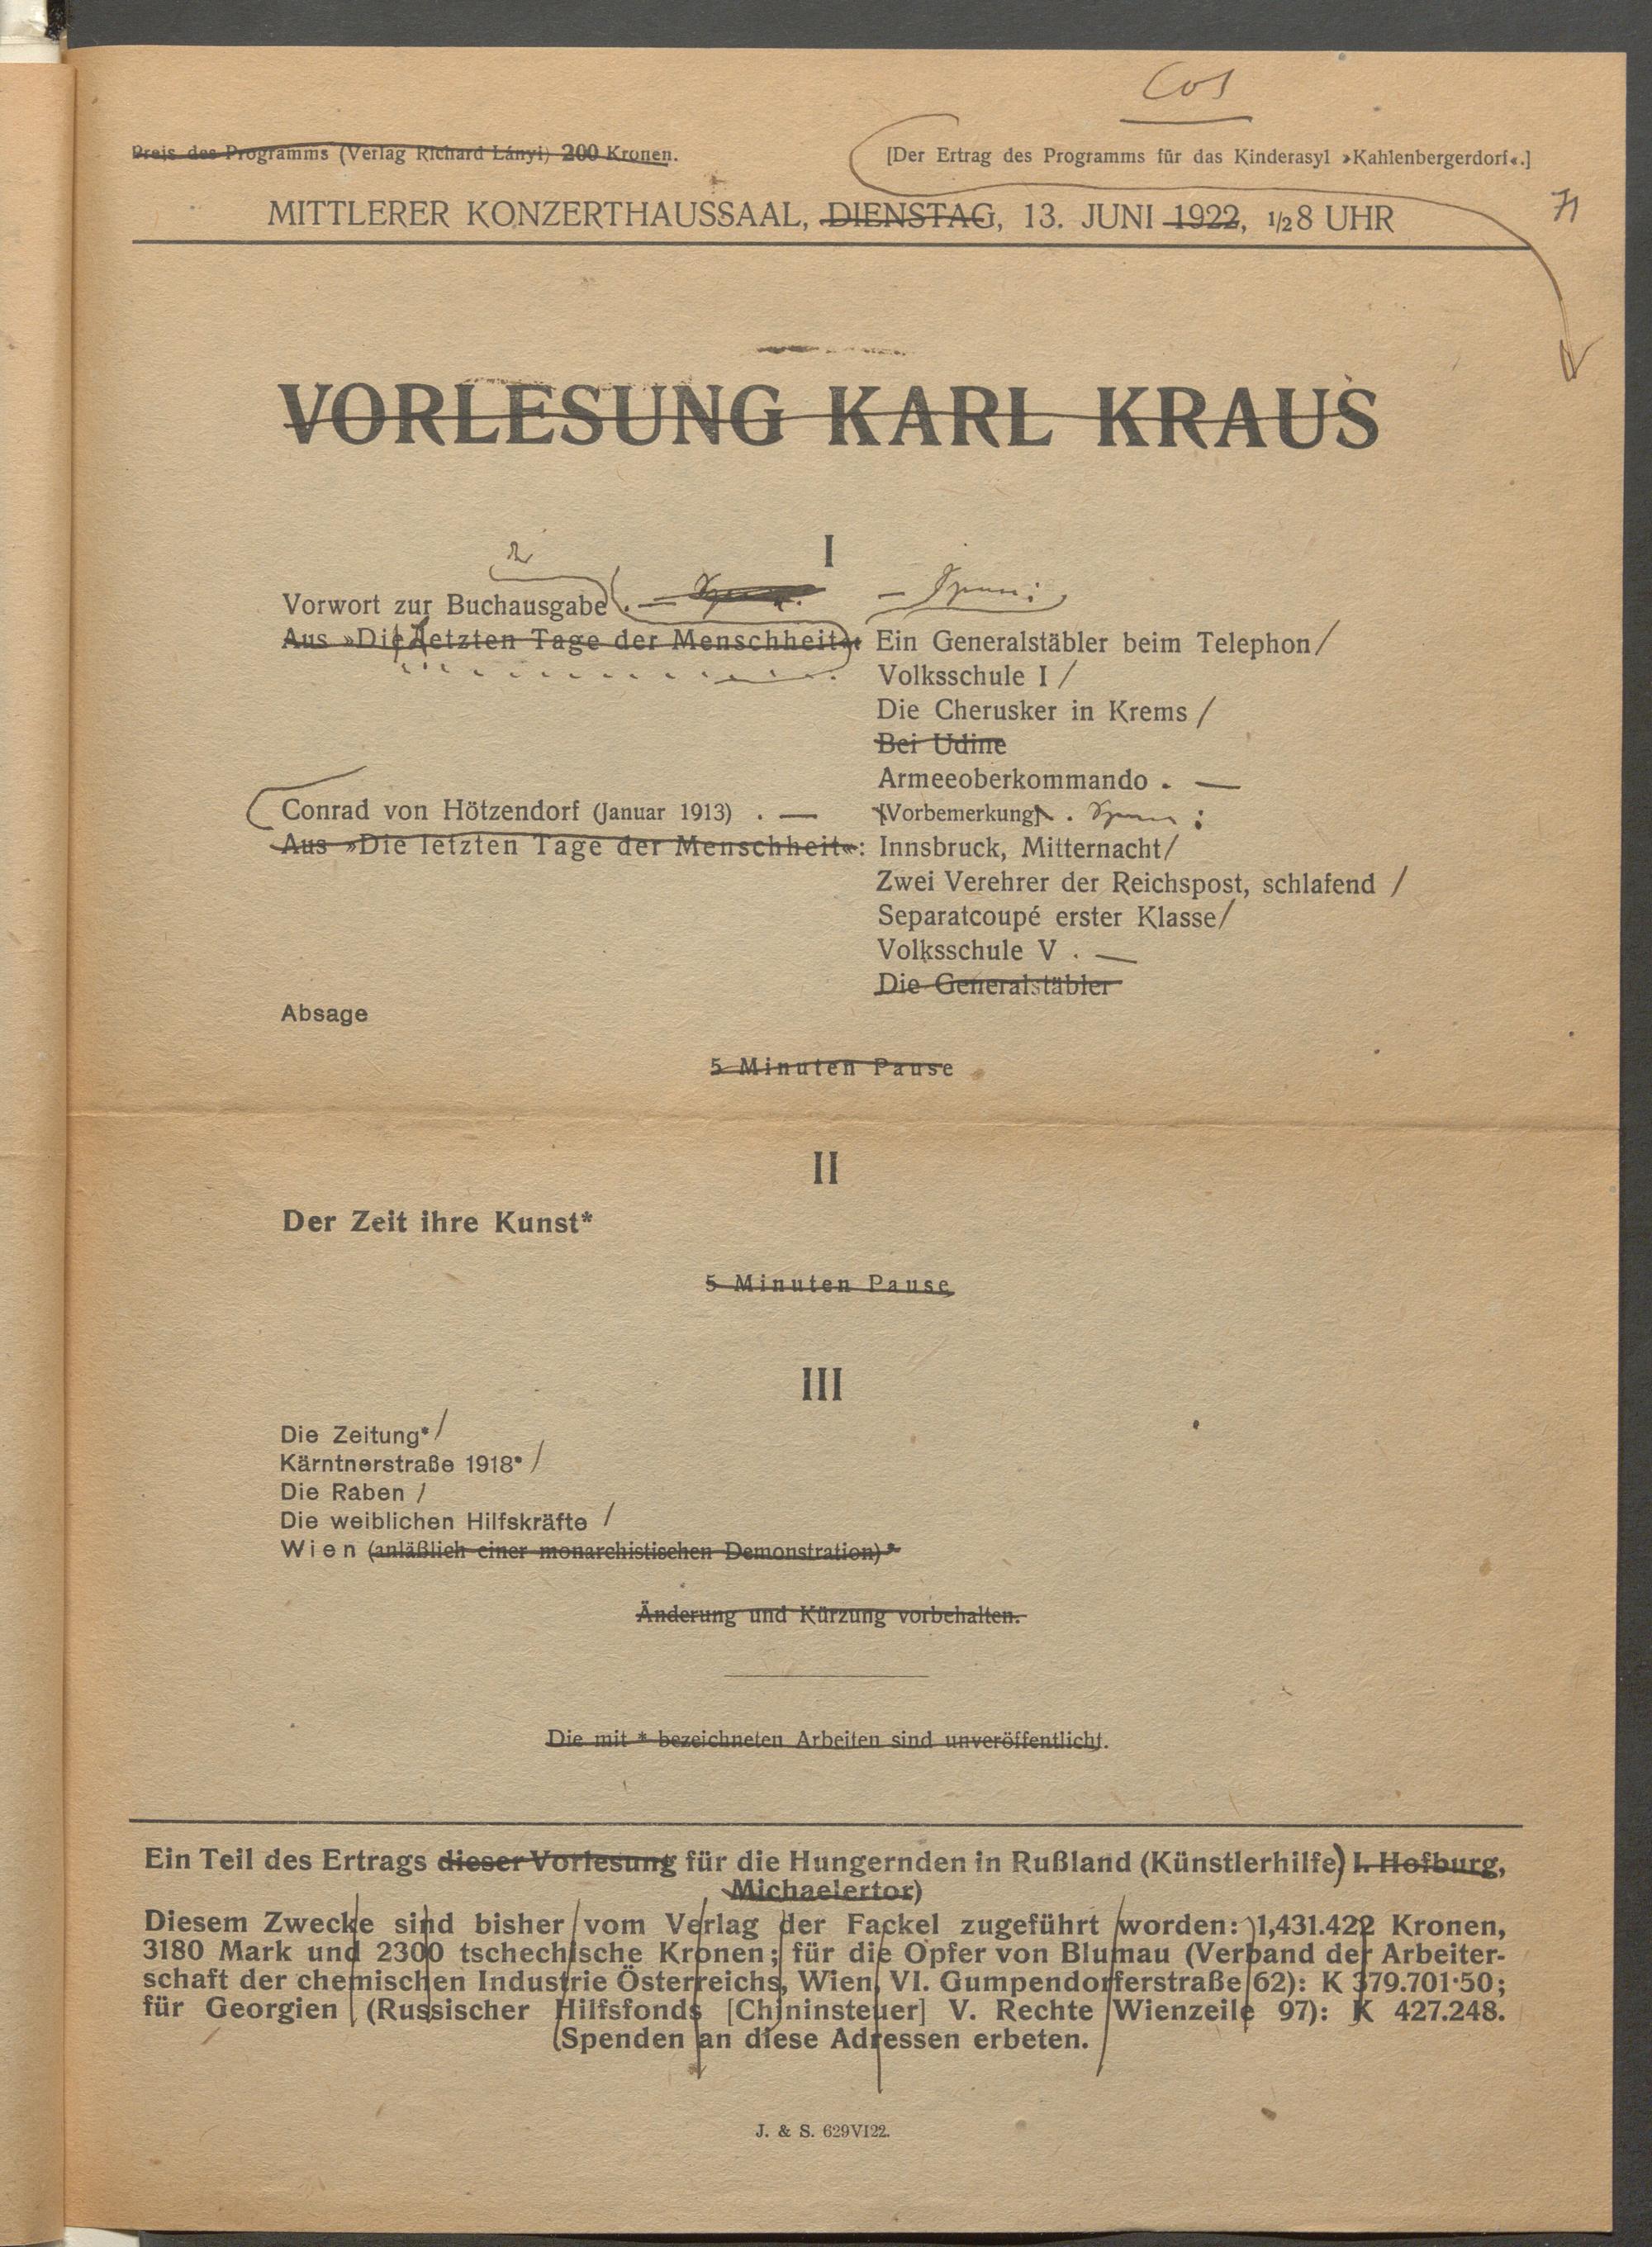 Cos
Preis des Programms (Verlag Richard Lányi) 200 Kronen.
[Der Ertrag des Programms für das Kinderasyl »Kahlenbergerdorf«.]
MITTLERER KONZERTHAUSSAAL, DIENSTAG, 13. JUNI 1922, 1/2 8 UHR
VORLESUNG KARL KRAUS
I
Vorwort zur Buchausgabe . —
Aus »Die letzten Tage der Menschheit«: Ein Generalstäbler beim Telephon /
Volksschule I /
Die Cherusker in Krems /
Bei Udine
Armeeoberkommando . —
Conrad von Hötzendorf (Januar 1913) . — [Vorbemerkung] .
Aus »Die letzten Tage der Menschheit«: Innsbruck, Mitternacht /
Zwei Verehrer der Reichspost, schlafend /
Separatcoupé erster Klasse /
Volksschule V . —
Die Generalstäbler
Absage
5 Minuten Pause
II
Der Zeit ihre Kunst*
5 Minuten Pause
III
Die Zeitung* /
Kärntnerstraße 1918* /
Die Raben /
Die weiblichen Hilfskräfte /
Wien (anläßlich einer monarchistischen Demonstration)*
Änderung und Kürzung vorbehalten.
Die mit * bezeichneten Arbeiten sind unveröffentlicht.
Ein Teil des Ertrags dieser Vorlesung für die Hungernden in Rußland (Künstlerhilfe) I. Hofburg,
Michaelertor)
Diesem Zwecke sind bisher vom Verlag der Fackel zugeführt worden: 1,431.422 Kronen,
3180 Mark und 2300 tschechische Kronen; für die Opfer von Blumau (Verband der Arbeiter-
schaft der chemischen Industrie Österreichs, Wien, VI. Gumpendorferstraße 62): K 379.701·50;
für Georgien (Russischer Hilfsfonds [Chininsteuer] V. Rechte Wienzeile 97): K 427.248.
(Spenden an diese Adressen erbeten.
J. & S. 629VI22.